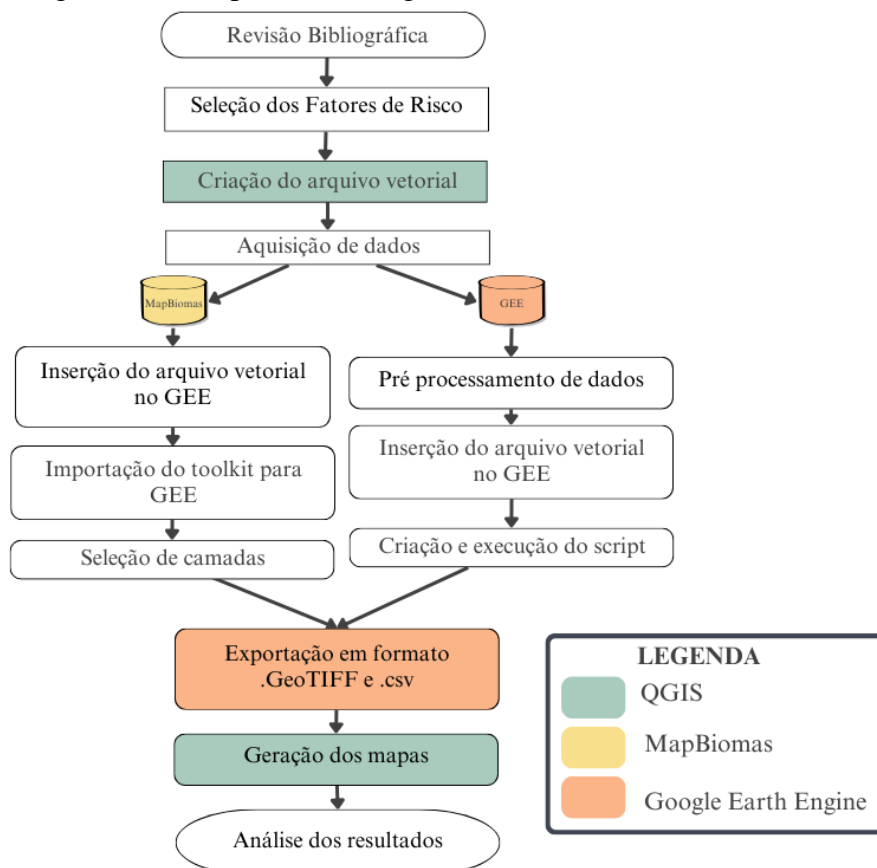 Revisão Bibliográfica
Seleção dos Fatores de Risco
Criação do arquivo vetorial
Aquisição de dados
MapBiomas
GEE
Inserção do arquivo vetorial
no GEE
Importação do toolkit para
GEE
Seleção de camadas
Pré processamento de dados
Inserção do arquivo vetorial
no GEE
Criação e execução do script
Exportação em formato
.GeoTIFF e .csv
Geração dos mapas
Análise dos resultados
LEGENDA
QGIS
MapBiomas
Google Earth Engine